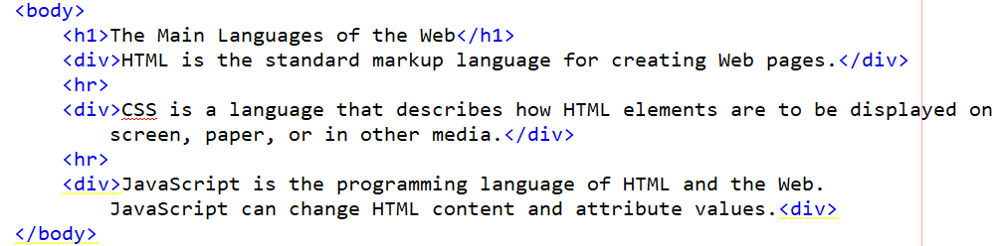 <body>
<h1>The Main Languages of the Web</h1>
<div>HTML is the standard markup language for creating Web pages.</div>
<hr>
<div>CSS is a language that describes how HTML elements are to be displayed on
screen, paper, or in other media.</div>
<hr>
<div>JavaScript is the programming language of HTML and the Web.
JavaScript can change HTML content and attribute values.<div>
</body>